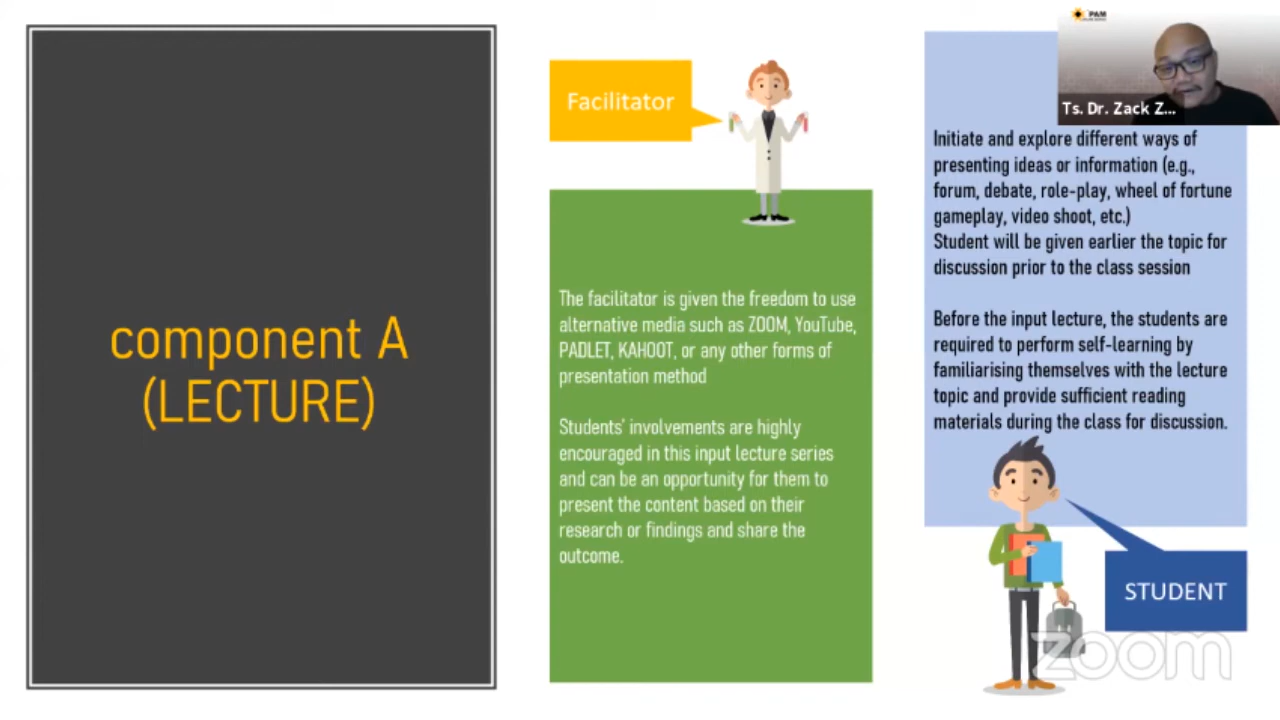 component A
(LECTURE)
Facilitator
The facilitator is given the freedom to use
alternative media such as ZOOM, YouTube,
PADLET, KAHOOT, or any other forms of
presentation method
Students' involvements are highly
encouraged in this input lecture series
and can be an opportunity for them to
present the content based on their
research or findings and share the
outcome.
PAM
Ts. Dr. Zack Z...
Initiate and explore different ways of
presenting ideas or information (e.g.,
forum, debate, role-play, wheel of fortune
gameplay, video shoot, etc.)
Student will be given earlier the topic for
discussion prior to the class session
Before the input lecture, the students are
required to perform self-learning by
familiarising themselves with the lecture
topic and provide sufficient reading
materials during the class for discussion.
STUDENT
zoom